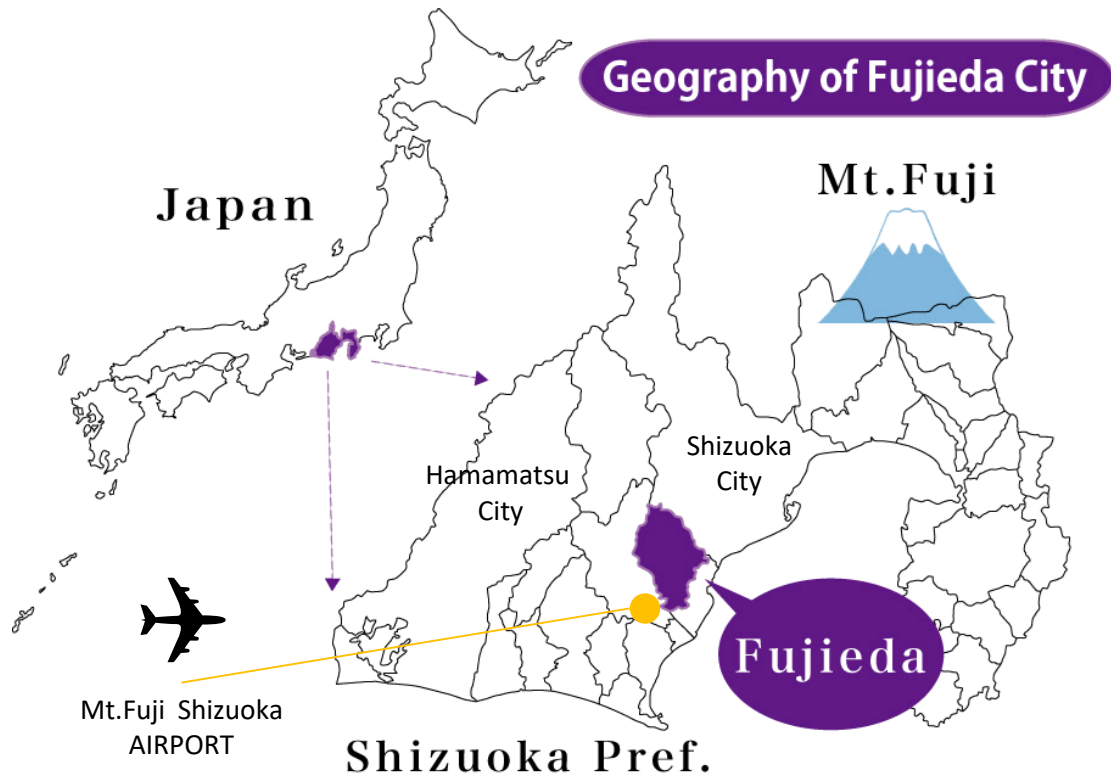 Geography of Fujieda City
Japan
Mt.Fuji
Hamamatsu
City
Shizuoka
City
Fujieda
Mt.Fuji Shizuoka
AIRPORT
Shizuoka Pref.